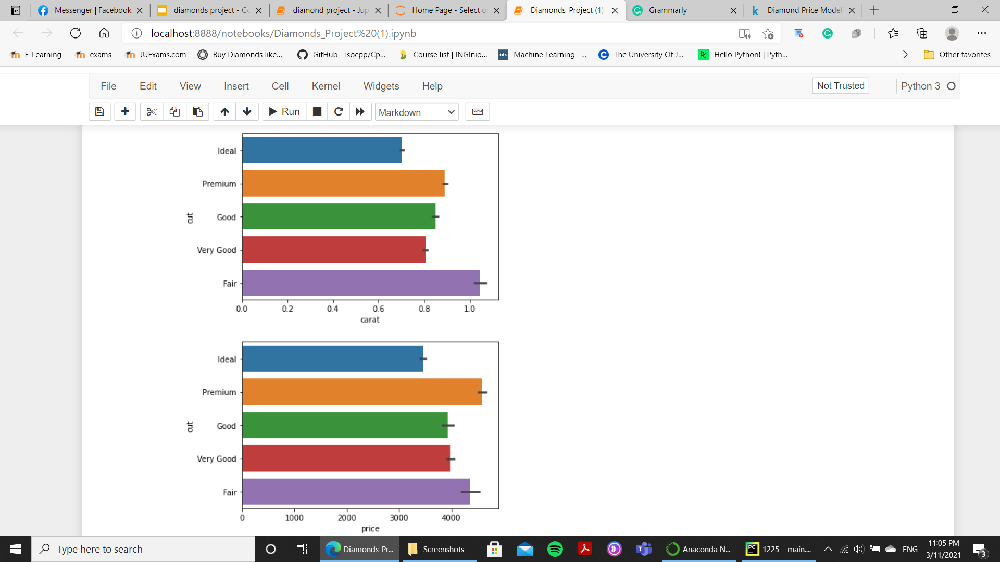 Messenger | Facebook
diamonds project - Go
diamond project - Jup
Home Page - Select o
Diamonds_Project (1)
Grammarly
Diamond Price Model
localhost:8888/notebooks/Diamonds_Project%20(1).ipynb
E-Learning
exams
JUExams.com
Buy Diamonds like...
GitHub - isocpp/Cp...
Course list | INGInio...
tds
Machine Learning –...
The University Of J...
Hello Python! | Pyth...
Other favorites
File Edit View Insert Cell Kernel Widgets Help
Not Trusted
Python 3
Run
Markdown
Ideal
Premium
Good
Very Good
Fair
cut
0.0 0.2 0.4 0.6 0.8 1.0
carat
Ideal
Premium
Good
Very Good
Fair
cut
0 1000 2000 3000 4000
price
Type here to search
Diamonds_Pr...
Screenshots
Anaconda N...
PC
1225 – main....
ENG
11:05 PM
3/11/2021
3